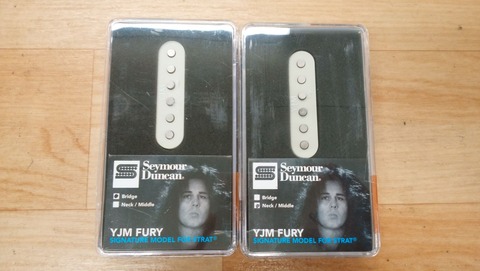 Seymour
Duncan®
Bridge
Neck / Middle
YJM FURY
SIGNATURE MODEL FOR STRAT®
Seymour
Duncan®
Bridge
Neck / Middle
YJM FURY
SIGNATURE MODEL FOR STRAT®